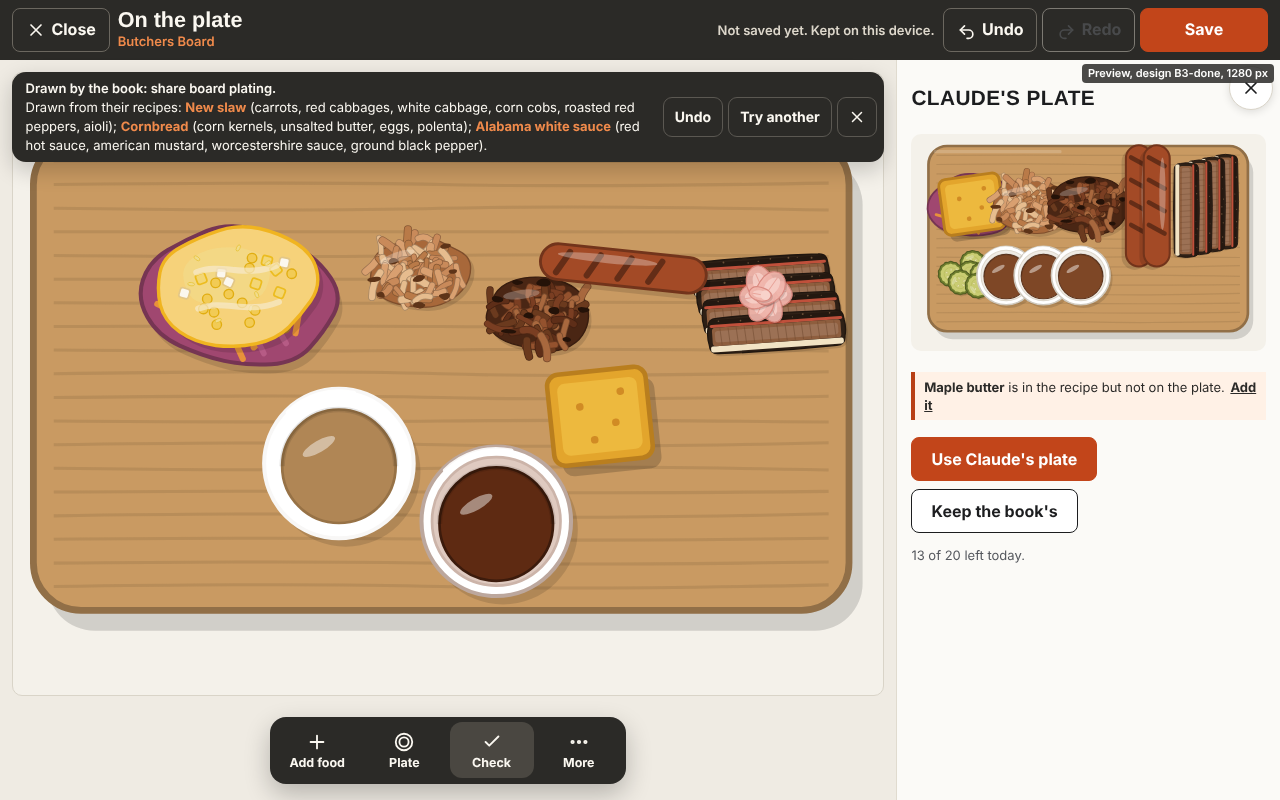 Close
On the plate
Butchers Board
Not saved yet. Kept on this device.
Undo
Redo
Save
Preview, design B3-done, 1280 px
Drawn by the book: share board plating.
Drawn from their recipes: New slaw (carrots, red cabbages, white cabbage, corn cobs, roasted red
peppers, aioli); Cornbread (corn kernels, unsalted butter, eggs, polenta); Alabama white sauce (red
hot sauce, american mustard, worcestershire sauce, ground black pepper).
Undo
Try another
CLAUDE'S PLATE
Maple butter is in the recipe but not on the plate. Add
it
Use Claude's plate
Keep the book's
13 of 20 left today.
Add food
Plate
Check
More